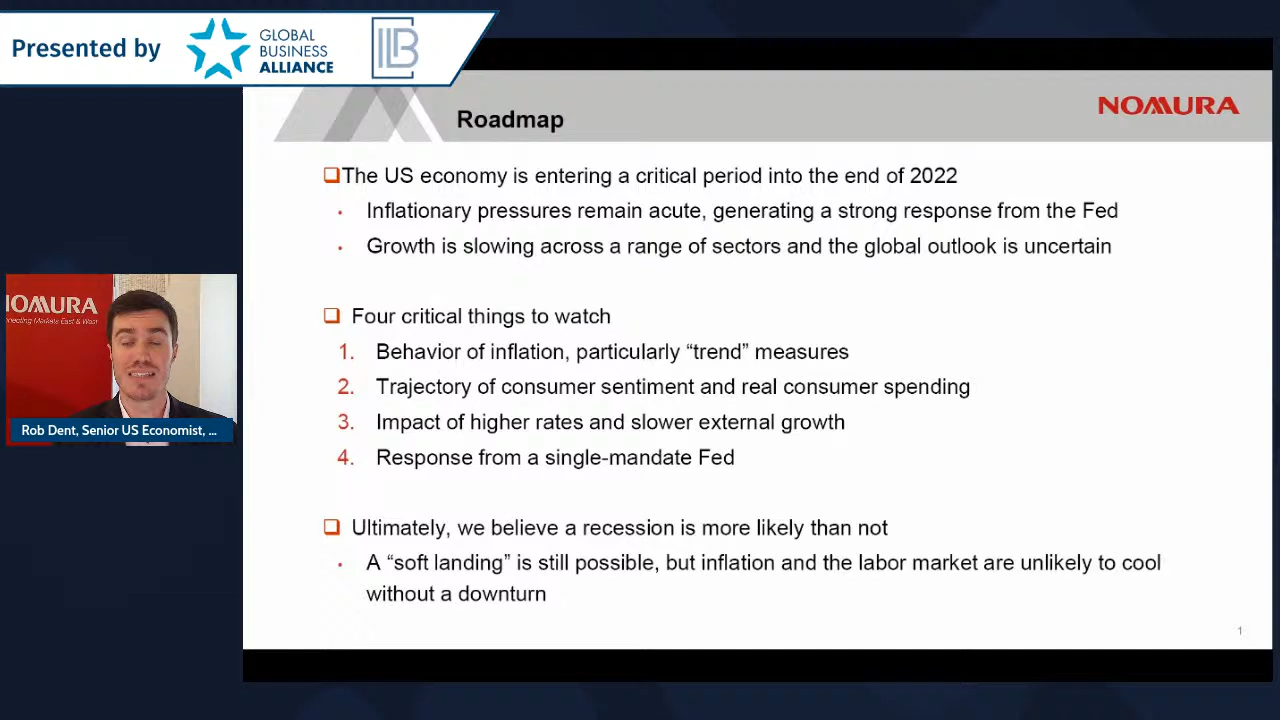 Presented by
GLOBAL
BUSINESS
ALLIANCE
Roadmap
NOMURA
The US economy is entering a critical period into the end of 2022
• Inflationary pressures remain acute, generating a strong response from the Fed
• Growth is slowing across a range of sectors and the global outlook is uncertain
Four critical things to watch
1. Behavior of inflation, particularly “trend” measures
2. Trajectory of consumer sentiment and real consumer spending
3. Impact of higher rates and slower external growth
4. Response from a single-mandate Fed
Ultimately, we believe a recession is more likely than not
• A “soft landing” is still possible, but inflation and the labor market are unlikely to cool
without a downturn
1
NOMURA
nnecting Markets East & West
Rob Dent, Senior US Economist, ...